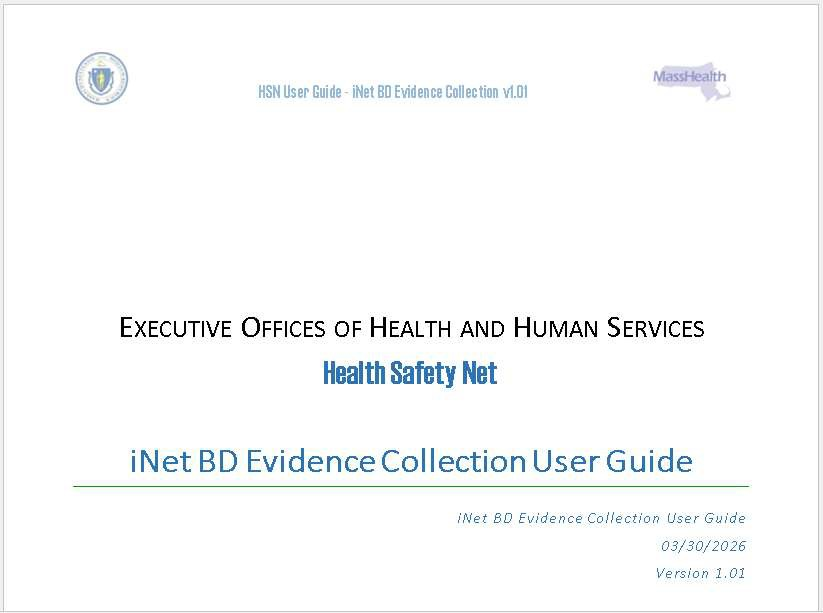 HSN User Guide - iNet BD Evidence Collection v1.01
MassHealth
EXECUTIVE OFFICES OF HEALTH AND HUMAN SERVICES
Health Safety Net
iNet BD Evidence Collection User Guide
iNet BD Evidence Collection User Guide
03/30/2026
Version 1.01